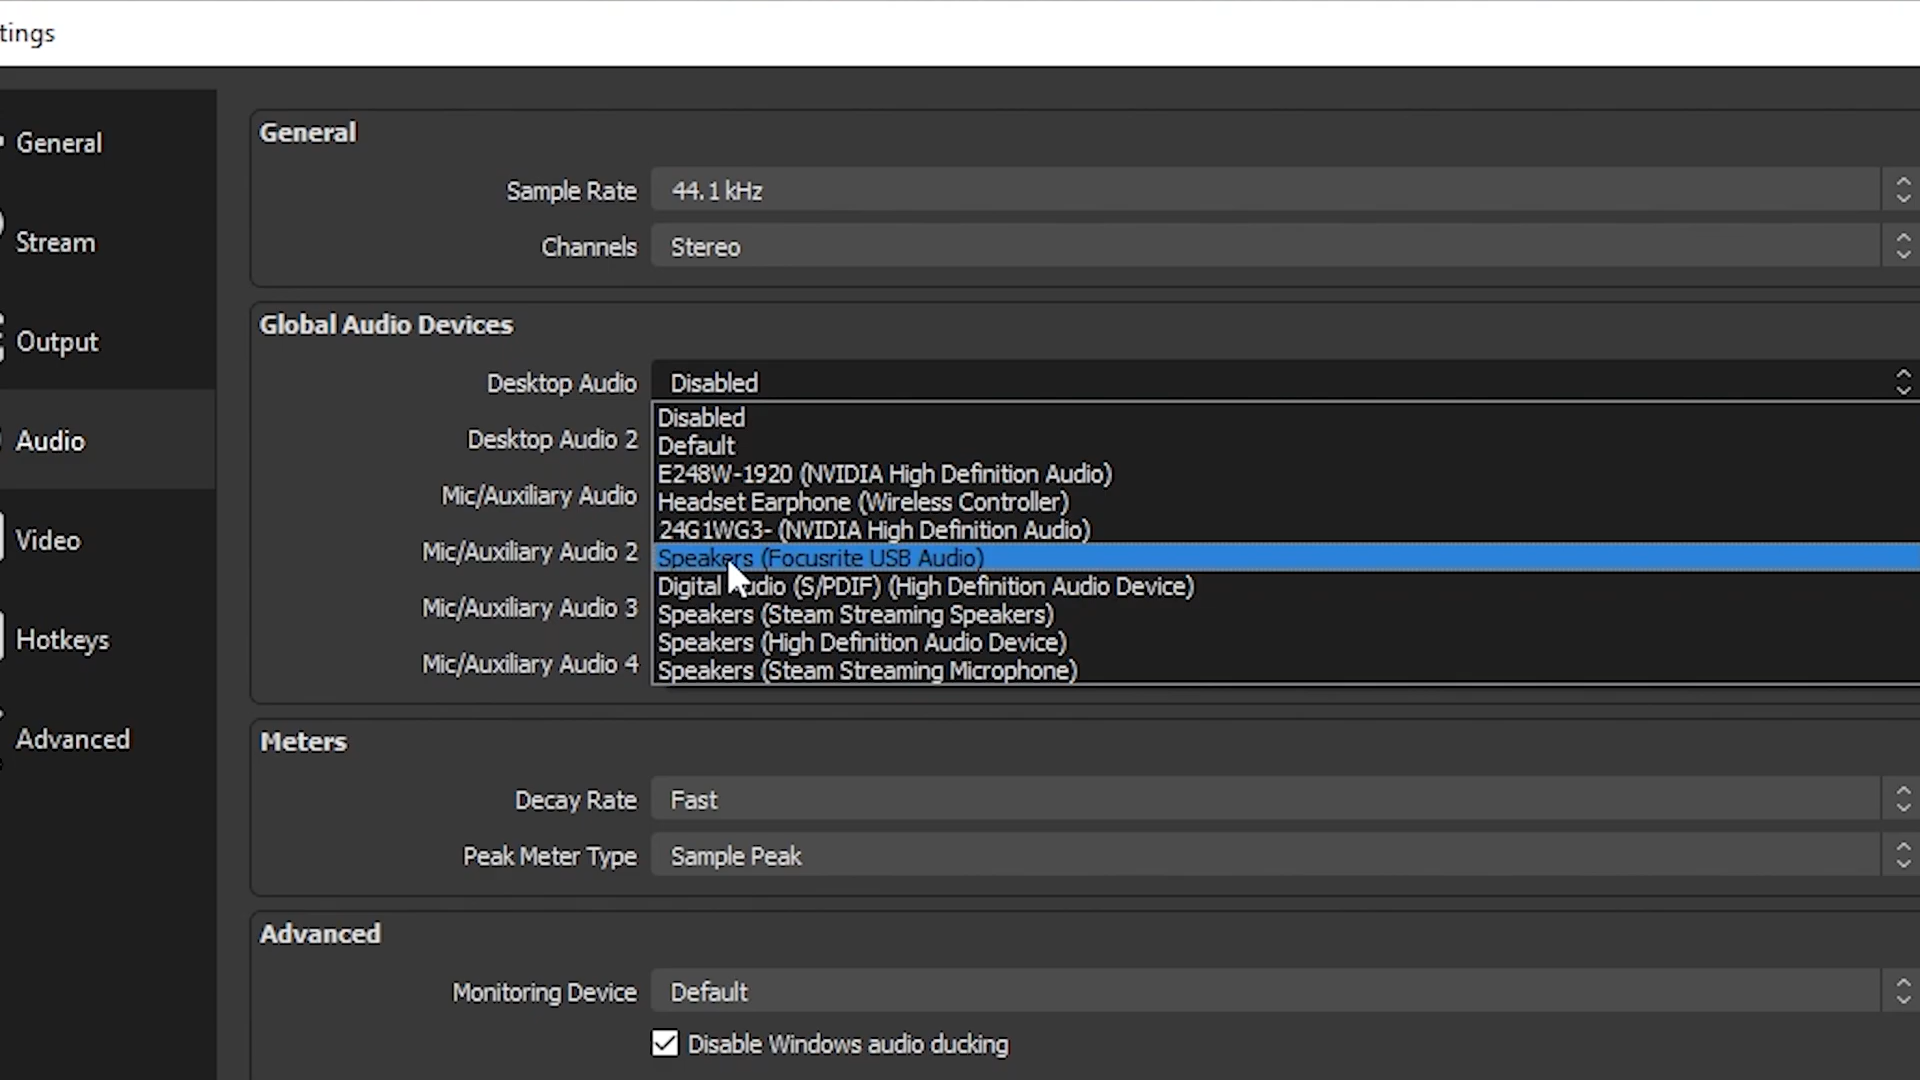 tings
General
Stream
Output
Audio
Video
Hotkeys
Advanced
General
Sample Rate 44.1 kHz
Channels Stereo
Global Audio Devices
Desktop Audio Disabled
Desktop Audio 2
Mic/Auxiliary Audio
Mic/Auxiliary Audio 2
Mic/Auxiliary Audio 3
Mic/Auxiliary Audio 4
Disabled
Default
E248W-1920 (NVIDIA High Definition Audio)
Headset Earphone (Wireless Controller)
24G1WG3- (NVIDIA High Definition Audio)
Speakers (Focusrite USB Audio)
Digital Audio (S/PDIF) (High Definition Audio Device)
Speakers (Steam Streaming Speakers)
Speakers (High Definition Audio Device)
Speakers (Steam Streaming Microphone)
Meters
Decay Rate Fast
Peak Meter Type Sample Peak
Advanced
Monitoring Device Default
Disable Windows audio ducking